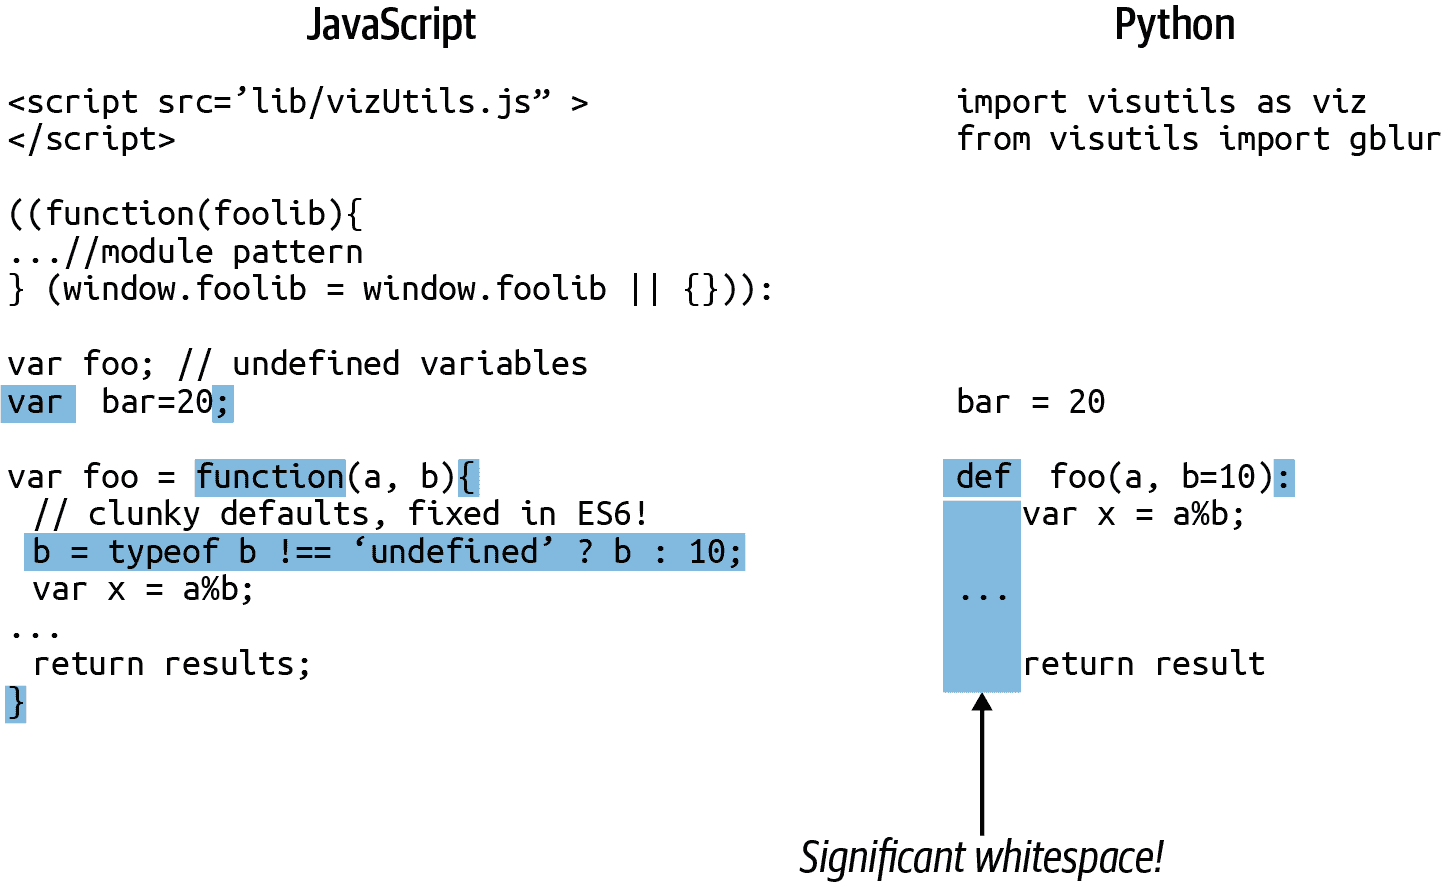 JavaScript
<script src=’lib/vizUtils.js” >
</script>
((function(foolib){
...//module pattern
} (window.foolib = window.foolib || {})):
var foo; // undefined variables
var bar=20;
var foo = function(a, b){
// clunky defaults, fixed in ES6!
b = typeof b !== ‘undefined’ ? b : 10;
var x = a%b;
...
return results;
}
Python
import visutils as viz
from visutils import gblur
bar = 20
def foo(a, b=10):
var x = a%b;
...
return result
Significant whitespace!